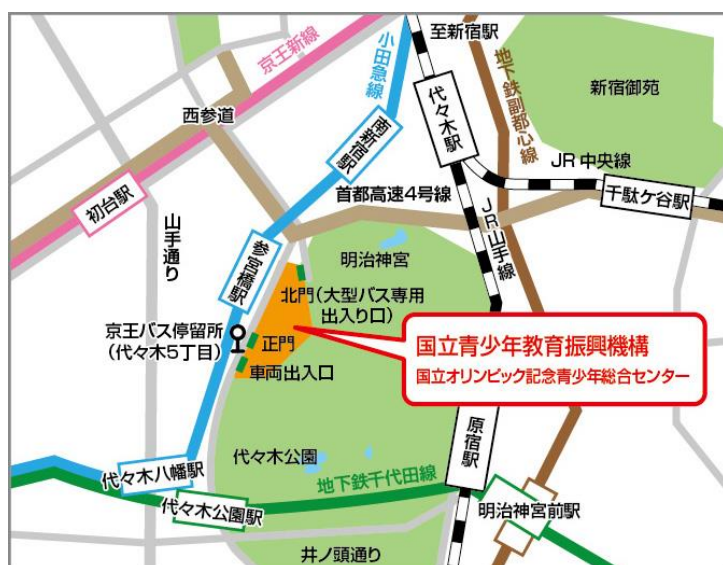 至新宿駅
京王新線
小田急線
地下鉄副都心線
新宿御苑
西参道
代々木駅
南新宿駅
JR中央線
初台駅
千駄ケ谷駅
首都高速4号線
山手通り
JR山手線
参宮橋駅
明治神宮
北門(大型バス専用
出入り口)
京王バス停留所
(代々木5丁目)
正門
車両出入口
国立青少年教育振興機構
国立オリンピック記念青少年総合センター
原宿駅
代々木公園
代々木八幡駅
地下鉄千代田線
代々木公園駅
明治神宮前駅
井ノ頭通り